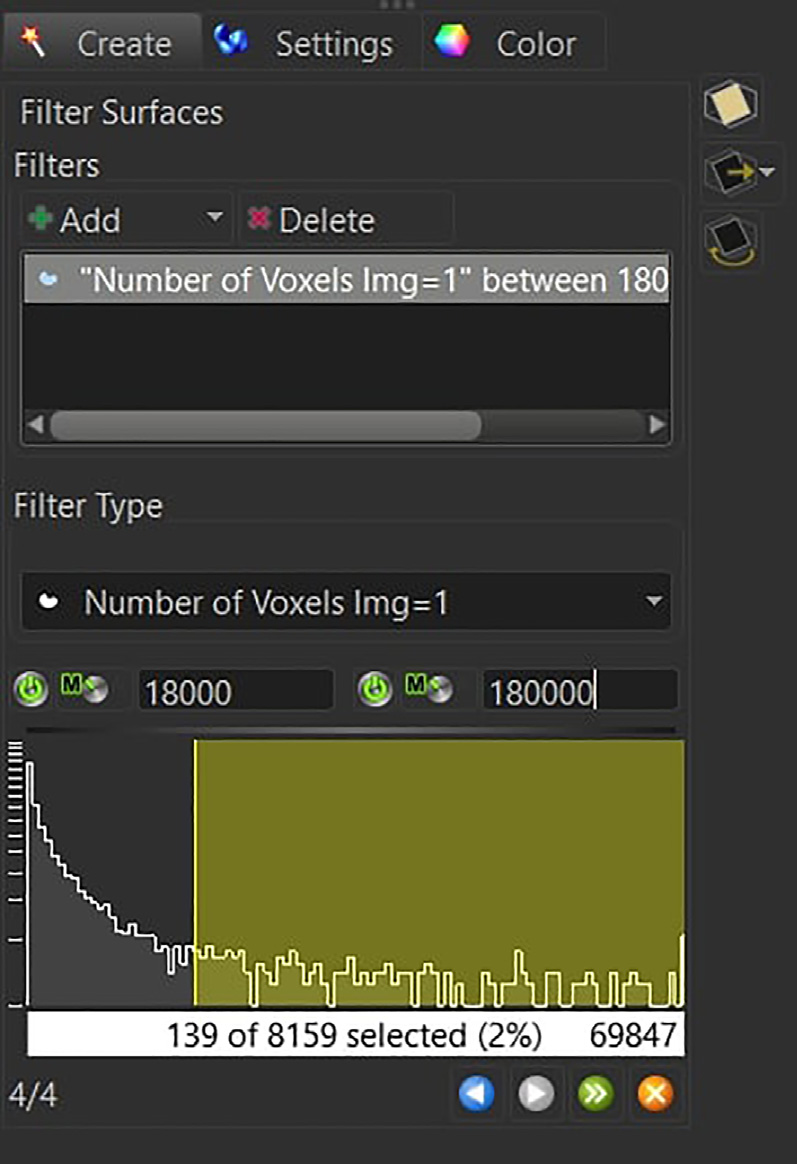 Create Settings Color
Filter Surfaces
Filters
Add Delete
"Number of Voxels Img=1" between 180
Filter Type
Number of Voxels Img=1
M 18000 M 180000
139 of 8159 selected (2%) 69847
4/4